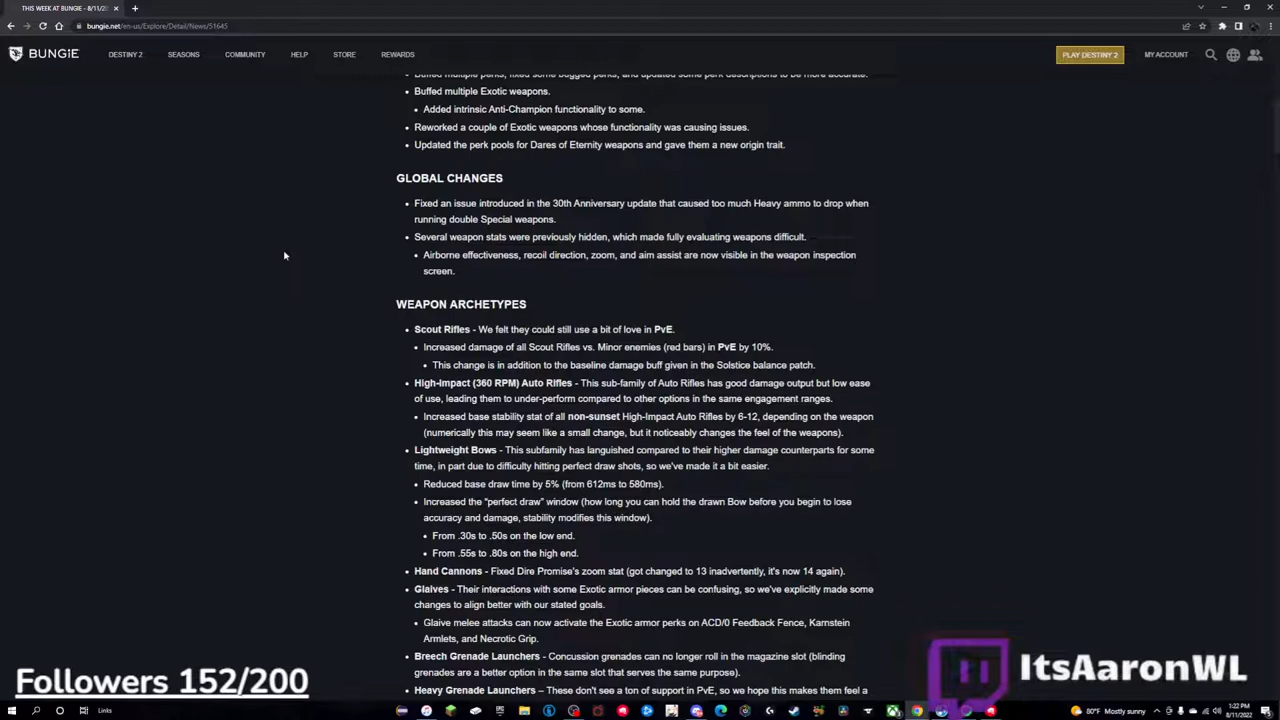 THIS WEEK AT BUNGIE - 8/11/20
bungie.net/en-us/Explore/Detail/News/51645
BUNGIE
DESTINY 2
SEASONS
COMMUNITY
HELP
STORE
REWARDS
PLAY DESTINY 2
MY ACCOUNT
Buffed multiple perks, fixed some bugged perks, and updated some perk descriptions to be more accurate.
Buffed multiple Exotic weapons.
Added intrinsic Anti-Champion functionality to some.
Reworked a couple of Exotic weapons whose functionality was causing issues.
Updated the perk pools for Dares of Eternity weapons and gave them a new origin trait.
GLOBAL CHANGES
Fixed an issue introduced in the 30th Anniversary update that caused too much Heavy ammo to drop when
running double Special weapons.
Several weapon stats were previously hidden, which made fully evaluating weapons difficult.
Airborne effectiveness, recoil direction, zoom, and aim assist are now visible in the weapon inspection
screen.
WEAPON ARCHETYPES
Scout Rifles - We felt they could still use a bit of love in PvE.
Increased damage of all Scout Rifles vs. Minor enemies (red bars) in PvE by 10%.
This change is in addition to the baseline damage buff given in the Solstice balance patch.
High-Impact (360 RPM) Auto Rifles - This sub-family of Auto Rifles has good damage output but low ease
of use, leading them to under-perform compared to other options in the same engagement ranges.
Increased base stability stat of all non-sunset High-Impact Auto Rifles by 6-12, depending on the weapon
(numerically this may seem like a small change, but it noticeably changes the feel of the weapons).
Lightweight Bows - This subfamily has languished compared to their higher damage counterparts for some
time, in part due to difficulty hitting perfect draw shots, so we've made it a bit easier.
Reduced base draw time by 5% (from 612ms to 580ms).
Increased the "perfect draw" window (how long you can hold the drawn Bow before you begin to lose
accuracy and damage, stability modifies this window).
From .30s to .50s on the low end.
From .55s to .80s on the high end.
Hand Cannons - Fixed Dire Promise's zoom stat (got changed to 13 inadvertently, it's now 14 again).
Glaives - Their interactions with some Exotic armor pieces can be confusing, so we've explicitly made some
changes to align better with our stated goals.
Glaive melee attacks can now activate the Exotic armor perks on ACD/0 Feedback Fence, Karnstein
Armlets, and Necrotic Grip.
Breech Grenade Launchers - Concussion grenades can no longer roll in the magazine slot (blinding
grenades are a better option in the same slot that serves the same purpose).
Heavy Grenade Launchers – These don't see a ton of support in PvE, so we hope this makes them feel a
Followers 152/200
ItsAaronWL
Links
80°F Mostly sunny
1:22 PM
8/11/2022